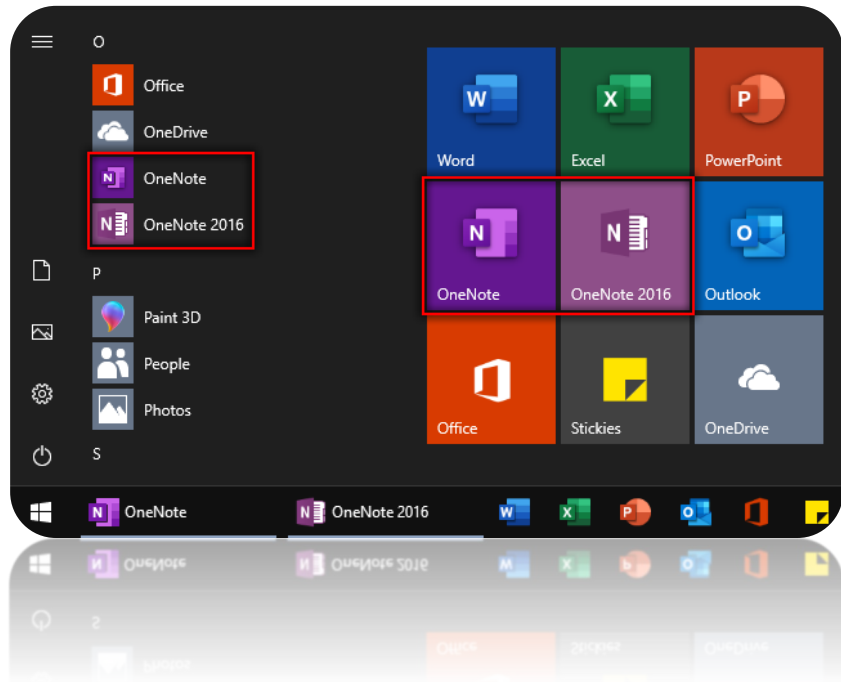 O
Office
OneDrive
N OneNote
N OneNote 2016
P
Paint 3D
People
Photos
S
W
Word
X
Excel
P
PowerPoint
N
OneNote
N
OneNote 2016
O
Outlook
Office
Stickies
OneDrive
N OneNote N OneNote 2016 W X P O